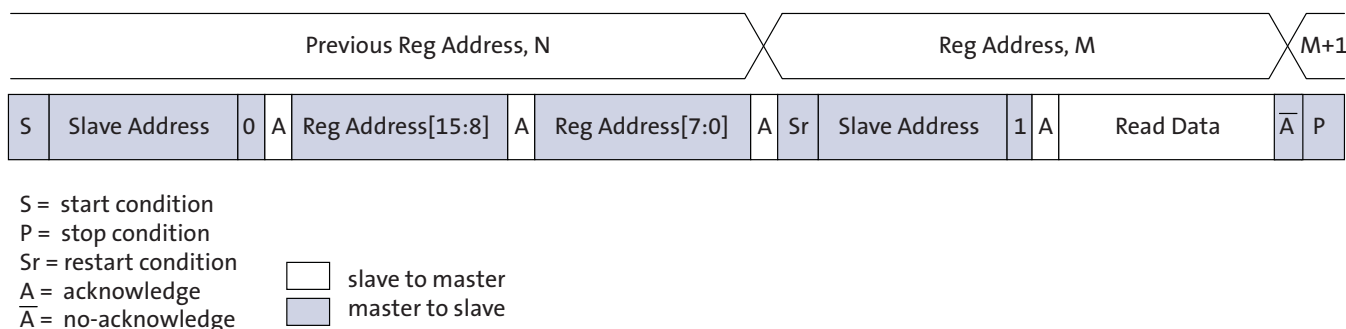 Previous Reg Address, N Reg Address, M M+1
S Slave Address 0 A Reg Address[15:8] A Reg Address[7:0] A Sr Slave Address 1 A Read Data A̅ P
S = start condition
P = stop condition
Sr = restart condition
A = acknowledge
A̅ = no-acknowledge
slave to master
master to slave